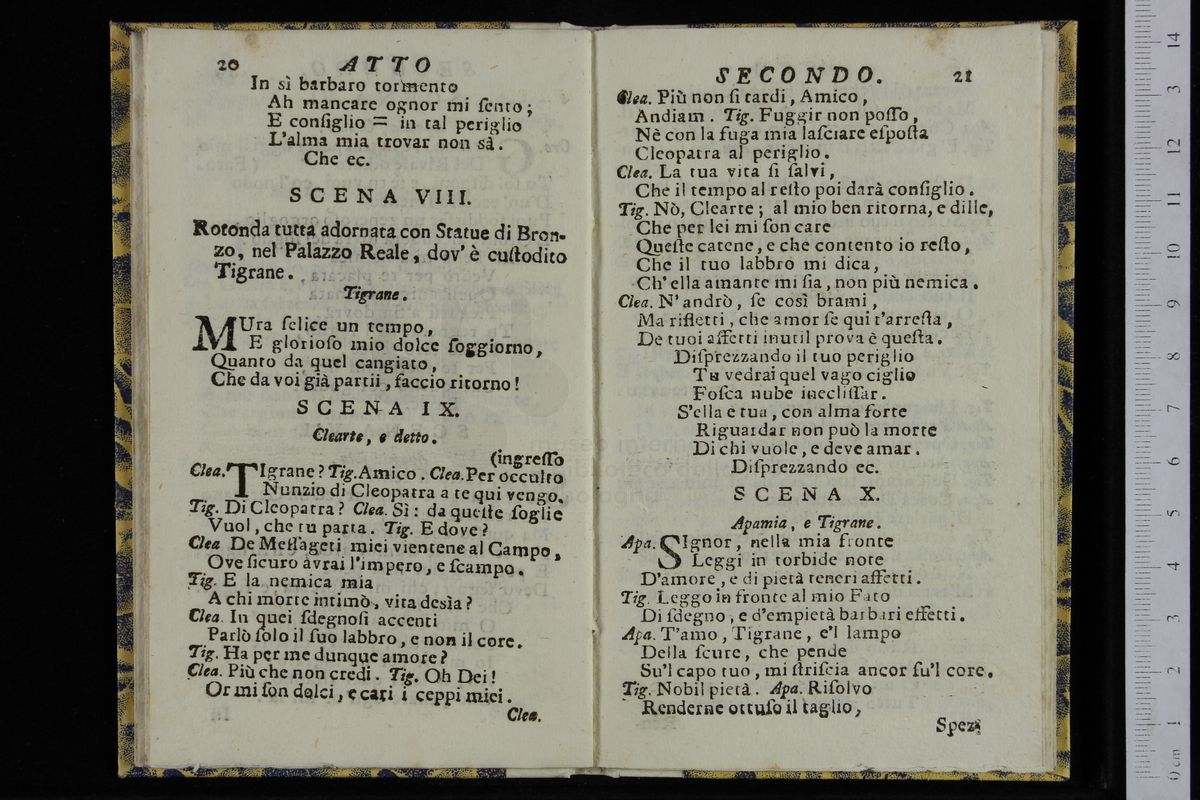 20 ATTO
In sì barbaro tormento
Ah mancare ognor mi ſento;
E conſiglio = in tal periglio
L'alma mia trovar non sà.
Che ec.
SCENA VIII.
Rotonda tutta adornata con Statue di Bron-
zo, nel Palazzo Reale, dov' è cuſtodito
Tigrane.
Tigrane.
MUra felice un tempo,
E glorioſo mio dolce ſoggiorno,
Quanto da quel cangiato,
Che da voi già partii, faccio ritorno!
SCENA IX.
Clearte, e detto.
(ingreſſo
Clea. TIgrane? Tig. Amico. Clea. Per occulto
Nunzio di Cleopatra a te qui vengo.
Tig. Di Cleopatra? Clea. Sì: da queſte ſoglie
Vuol, che tu parta. Tig. E dove?
Clea De Meſſageti miei vientene al Campo,
Ove ſicuro avrai l'impero, e ſcampo.
Tig. E la nemica mia
A chi morte intimò, vita desìa?
Clea. In quei ſdegnoſi accenti
Parlò ſolo il ſuo labbro, e non il core.
Tig. Ha per me dunque amore?
Clea. Più che non credi. Tig. Oh Dei!
Or mi ſon dolci, e cari i ceppi miei.
Clea.
SECONDO. 21
Clea. Più non ſi tardi, Amico,
Andiam. Tig. Fuggir non poſſo,
Nè con la fuga mia laſciare eſpoſta
Cleopatra al periglio.
Clea. La tua vita ſi ſalvi,
Che il tempo al reſto poi darà conſiglio.
Tig. Nò, Clearte; al mio ben ritorna, e dille,
Che per lei mi ſon care
Queſte catene, e che contento io reſto,
Che il tuo labbro mi dica,
Ch' ella amante mi ſia, non più nemica.
Clea. N' andrò, ſe così brami,
Ma rifletti, che amor ſe qui t'arreſta,
De tuoi affetti inutil prova è queſta.
Diſprezzando il tuo periglio
Tu vedrai quel vago ciglio
Foſca nube ineecliſſar.
S'ella è tua, con alma forte
Riguardar non può la morte
Di chi vuole, e deve amar.
Diſprezzando ec.
SCENA X.
Apamia, e Tigrane.
Apa. SIgnor, nella mia fronte
Leggi in torbide note
D'amore, e di pietà teneri affetti.
Tig. Leggo in fronte al mio Fato
Di ſdegno, e d'empietà barbari effetti.
Apa. T'amo, Tigrane, e'l lampo
Della ſcure, che pende
Su'l capo tuo, mi ſtriſcia ancor ſu'l core.
Tig. Nobil pietà. Apa. Riſolvo
Renderne ottuſo il taglio,
Spez-